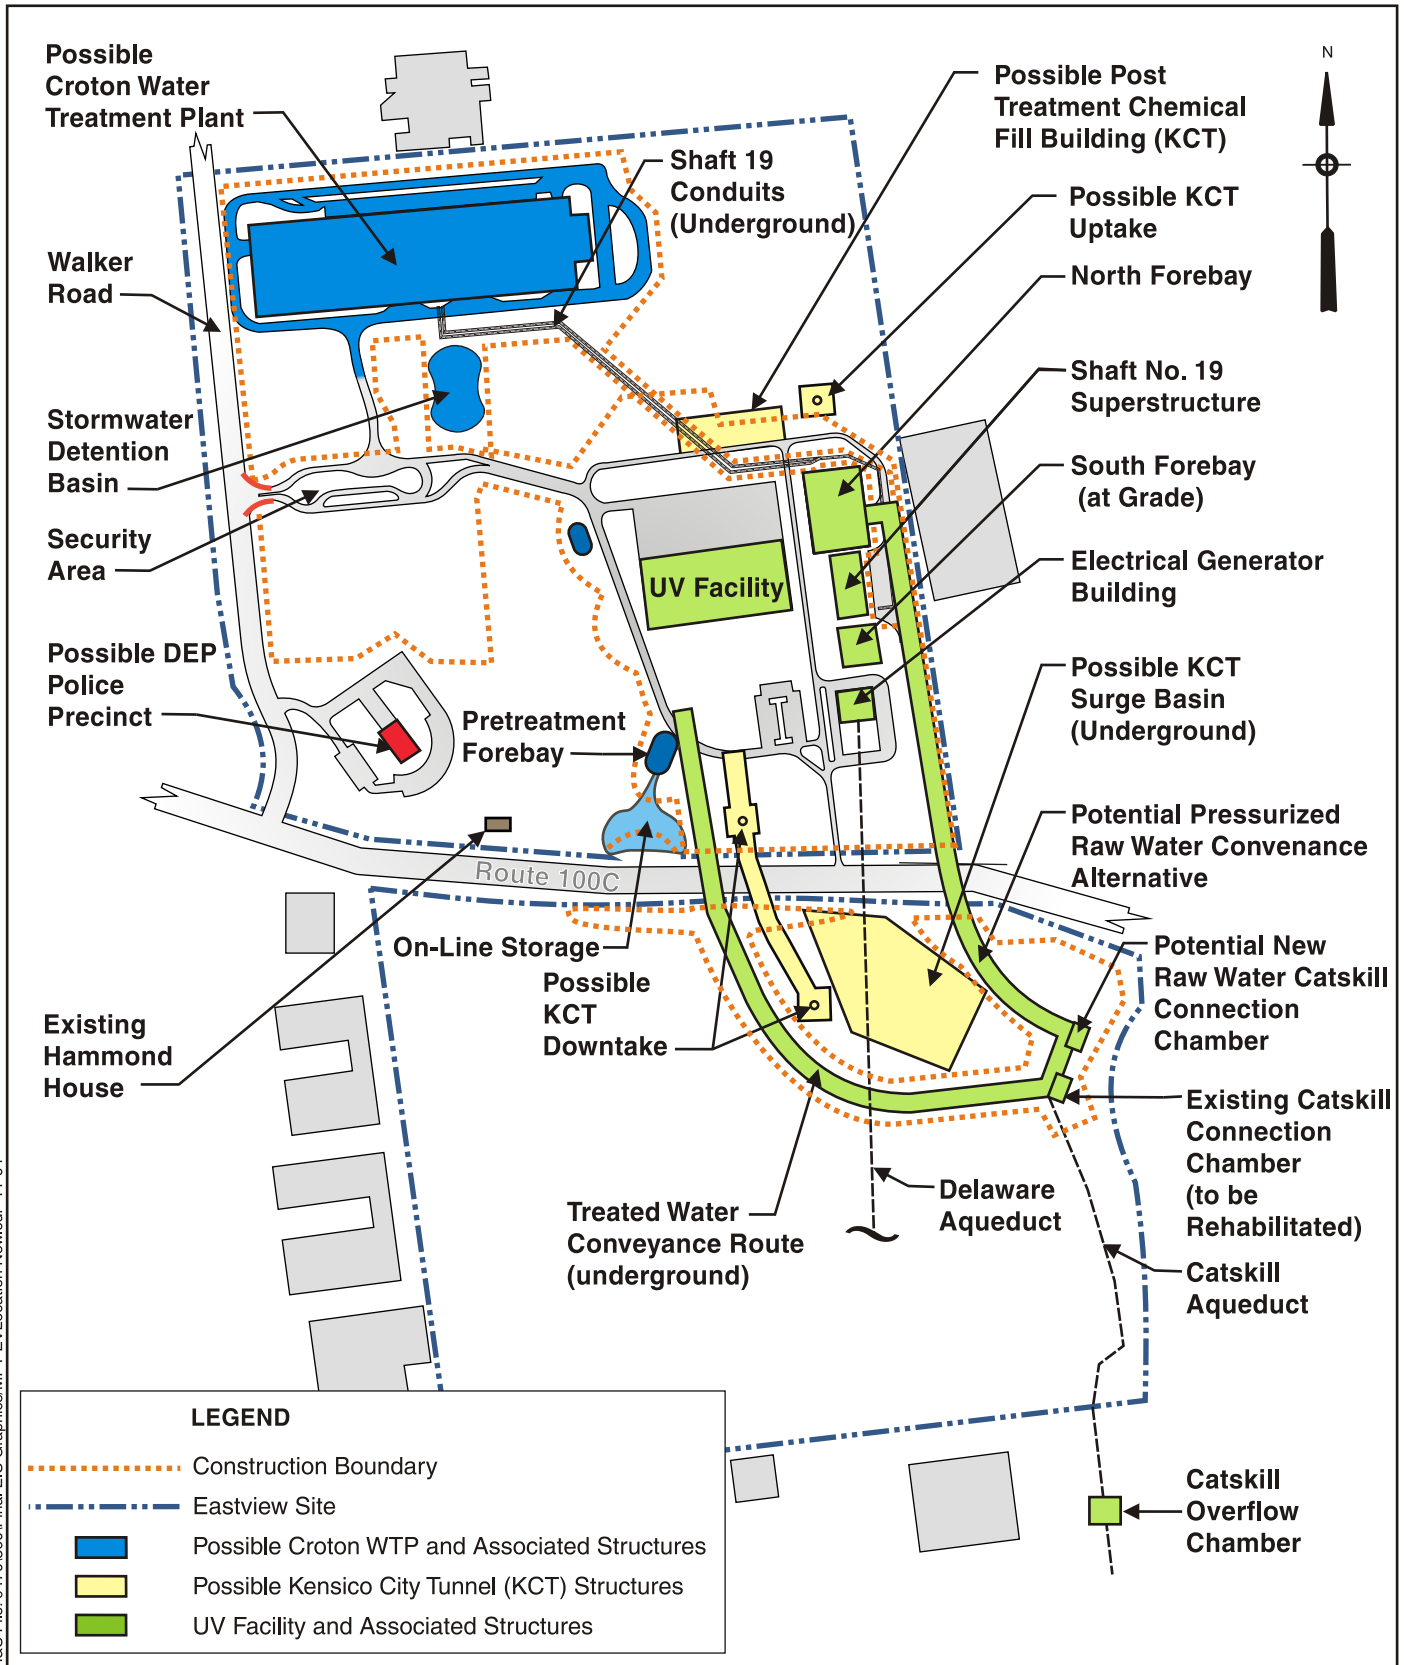 Possible
Croton Water
Treatment Plant
Possible Post
Treatment Chemical
Fill Building (KCT)
N
Shaft 19
Conduits
(Underground)
Possible KCT
Uptake
Walker
Road
North Forebay
Shaft No. 19
Superstructure
Stormwater
Detention
Basin
South Forebay
(at Grade)
Security
Area
UV Facility
Electrical Generator
Building
Possible DEP
Police
Precinct
Pretreatment
Forebay
Possible KCT
Surge Basin
(Underground)
Potential Pressurized
Raw Water Convenance
Alternative
Route 100C
On-Line Storage
Possible
KCT
Downtake
Potential New
Raw Water Catskill
Connection
Chamber
Existing
Hammond
House
Existing Catskill
Connection
Chamber
(to be
Rehabilitated)
Delaware
Aqueduct
Treated Water
Conveyance Route
(underground)
Catskill
Aqueduct
Catskill
Overflow
Chamber
LEGEND
Construction Boundary
Eastview Site
Possible Croton WTP and Associated Structures
Possible Kensico City Tunnel (KCT) Structures
UV Facility and Associated Structures